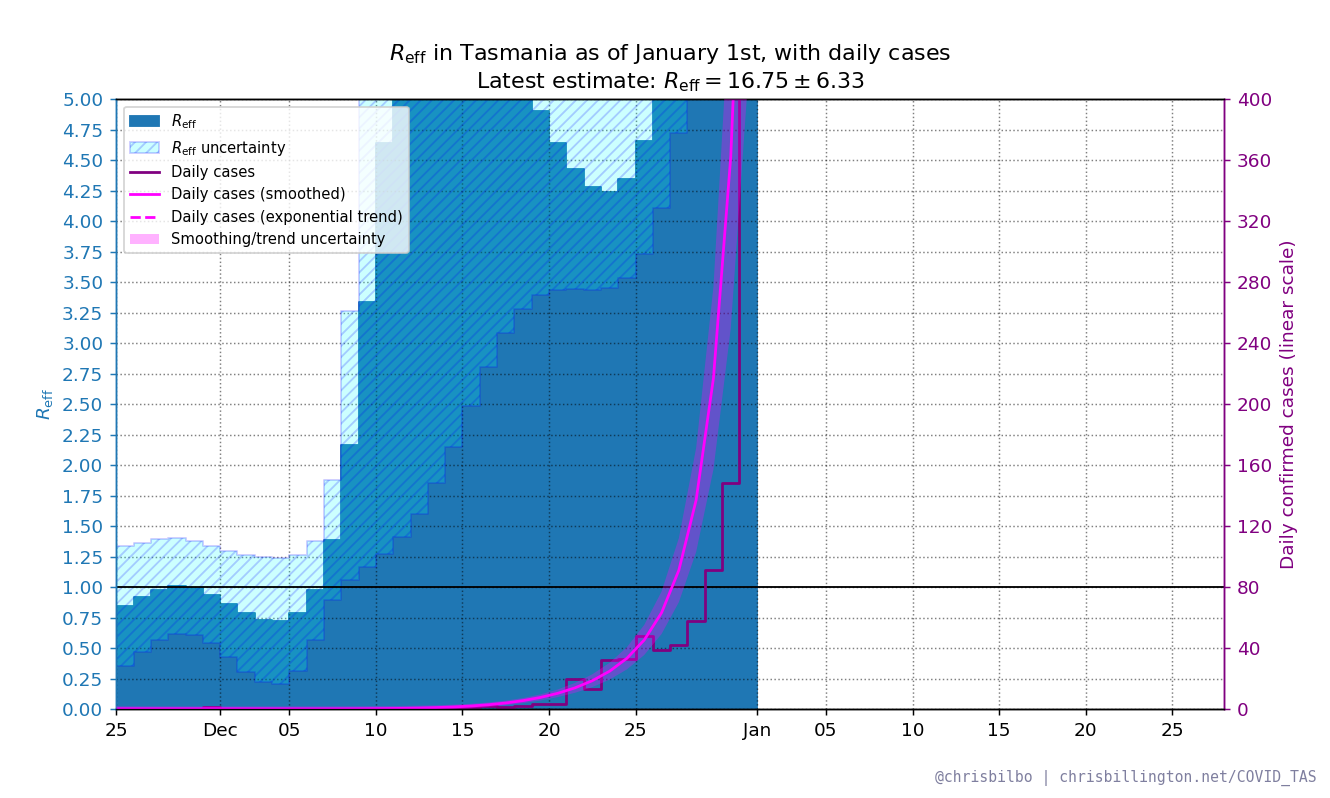 Reff in Tasmania as of January 1st, with daily cases
Latest estimate: Reff = 16.75 ± 6.33
Reff
Reff uncertainty
Daily cases
Daily cases (smoothed)
Daily cases (exponential trend)
Smoothing/trend uncertainty
5.00
4.75
4.50
4.25
4.00
3.75
3.50
3.25
3.00
2.75
2.50
2.25
2.00
1.75
1.50
1.25
1.00
0.75
0.50
0.25
0.00
Reff
400
360
320
280
240
200
160
120
80
40
0
Daily confirmed cases (linear scale)
25 Dec 05 10 15 20 25 Jan 05 10 15 20 25
@chrisbilbo | chrisbillington.net/COVID_TAS